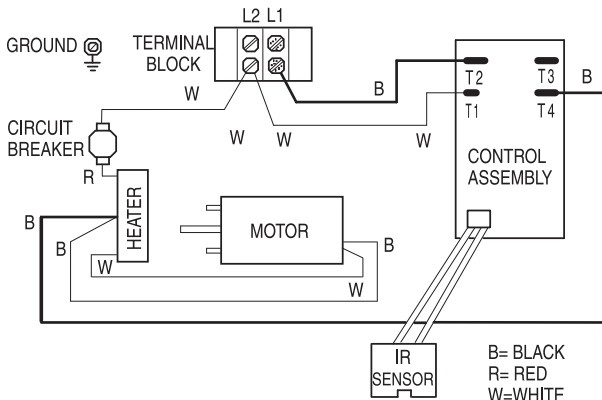 L2 L1
GROUND
TERMINAL
BLOCK
T2
T3
B
B
W
T1
T4
W
W
W
CIRCUIT
BREAKER
CONTROL
ASSEMBLY
R
HEATER
B
B
MOTOR
B
W
W
IR
SENSOR
B= BLACK
R= RED
W=WHITE